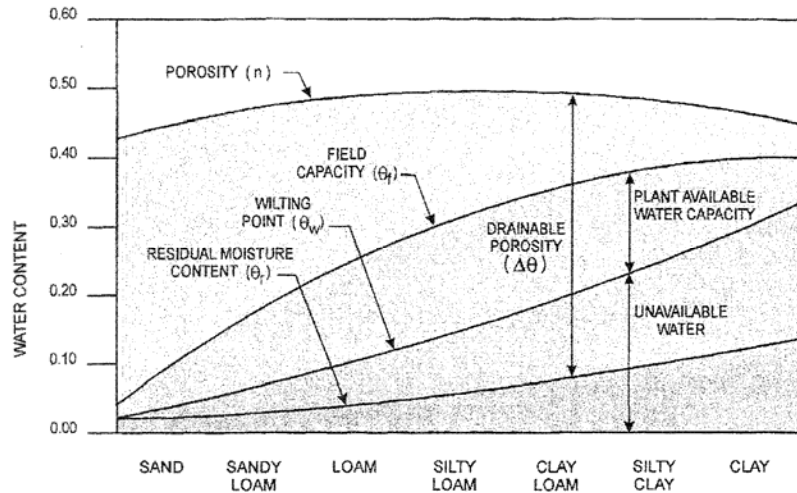 0.60
0.50
0.40
0.30
0.20
0.10
0.00
WATER CONTENT
POROSITY (n)
FIELD
CAPACITY (θf)
WILTING
POINT (θw)
RESIDUAL MOISTURE
CONTENT (θr)
DRAINABLE
POROSITY
(Δθ)
PLANT AVAILABLE
WATER CAPACITY
UNAVAILABLE
WATER
SAND
SANDY
LOAM
LOAM
SILTY
LOAM
CLAY
LOAM
SILTY
CLAY
CLAY